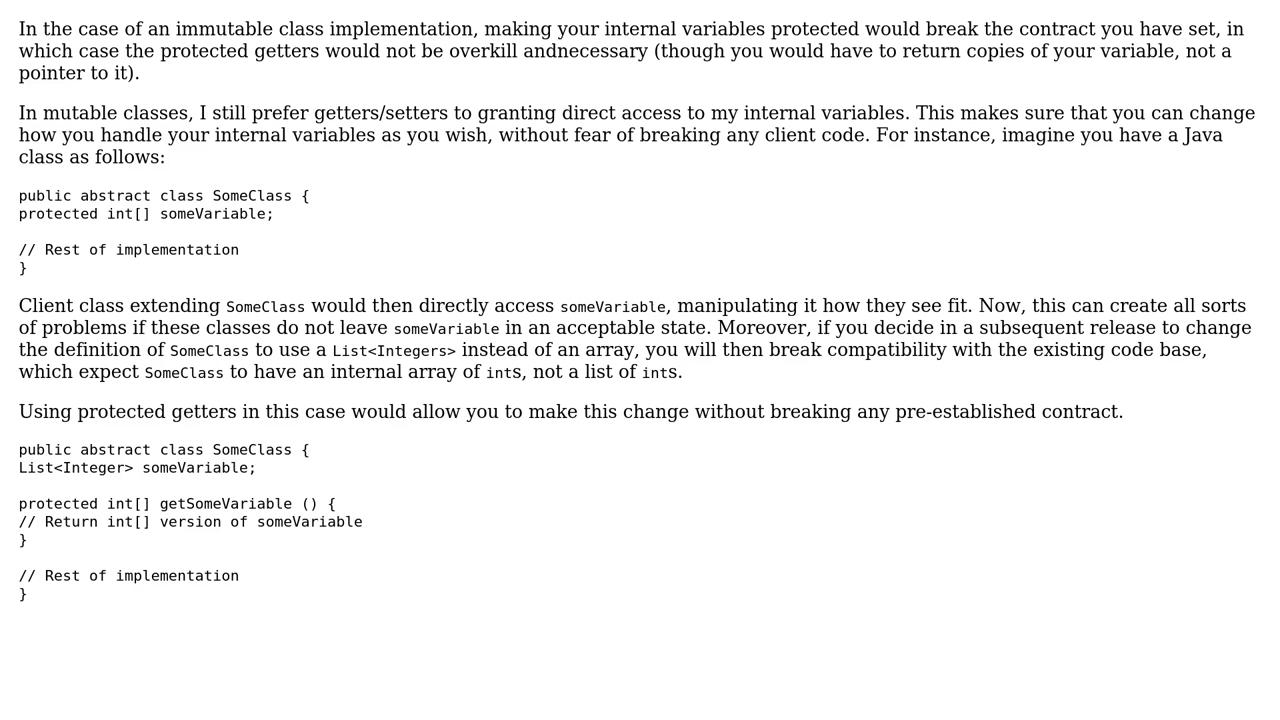 In the case of an immutable class implementation, making your internal variables protected would break the contract you have set, in
which case the protected getters would not be overkill andnecessary (though you would have to return copies of your variable, not a
pointer to it).
In mutable classes, I still prefer getters/setters to granting direct access to my internal variables. This makes sure that you can change
how you handle your internal variables as you wish, without fear of breaking any client code. For instance, imagine you have a Java
class as follows:
public abstract class SomeClass {
protected int[] someVariable;
// Rest of implementation
}
Client class extending SomeClass would then directly access someVariable, manipulating it how they see fit. Now, this can create all sorts
of problems if these classes do not leave someVariable in an acceptable state. Moreover, if you decide in a subsequent release to change
the definition of SomeClass to use a List<Integers> instead of an array, you will then break compatibility with the existing code base,
which expect SomeClass to have an internal array of ints, not a list of ints.
Using protected getters in this case would allow you to make this change without breaking any pre-established contract.
public abstract class SomeClass {
List<Integer> someVariable;
protected int[] getSomeVariable () {
// Return int[] version of someVariable
}
// Rest of implementation
}